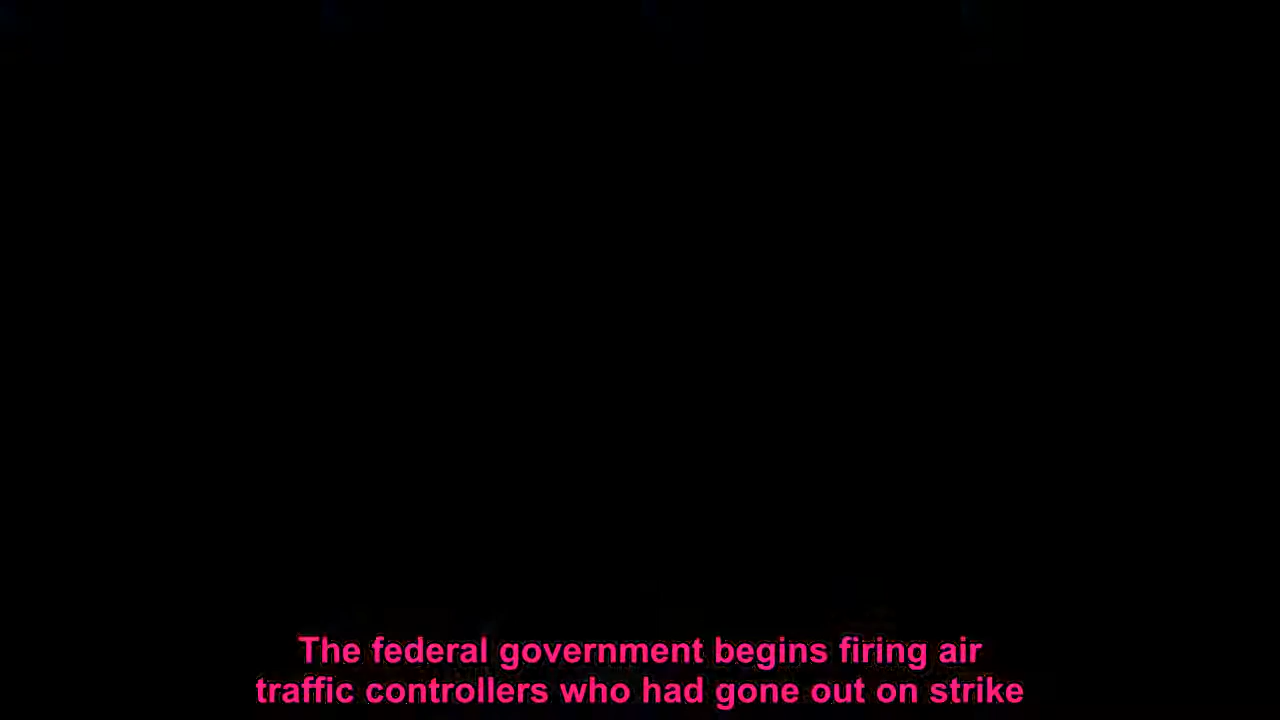 The federal government begins firing air
traffic controllers who had gone out on strike